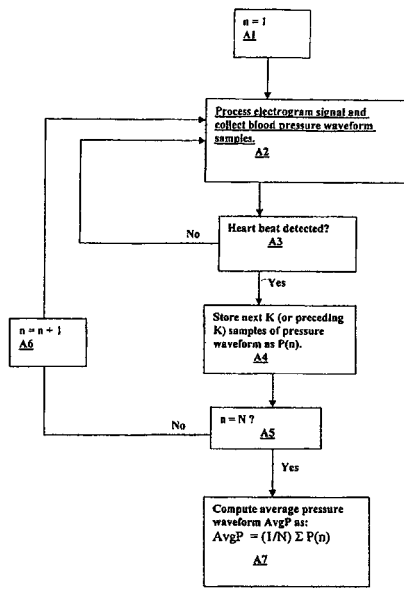 n = 1
A1
Process electrogram signal and
collect blood pressure waveform
samples.
A2
No
Heart beat detected?
A3
Yes
Store next K (or preceding
K) samples of pressure
waveform as P(n).
A4
n = n + 1
A6
No
n = N ?
A5
Yes
Compute average pressure
waveform AvgP as:
AvgP = (1/N) Σ P(n)
A7